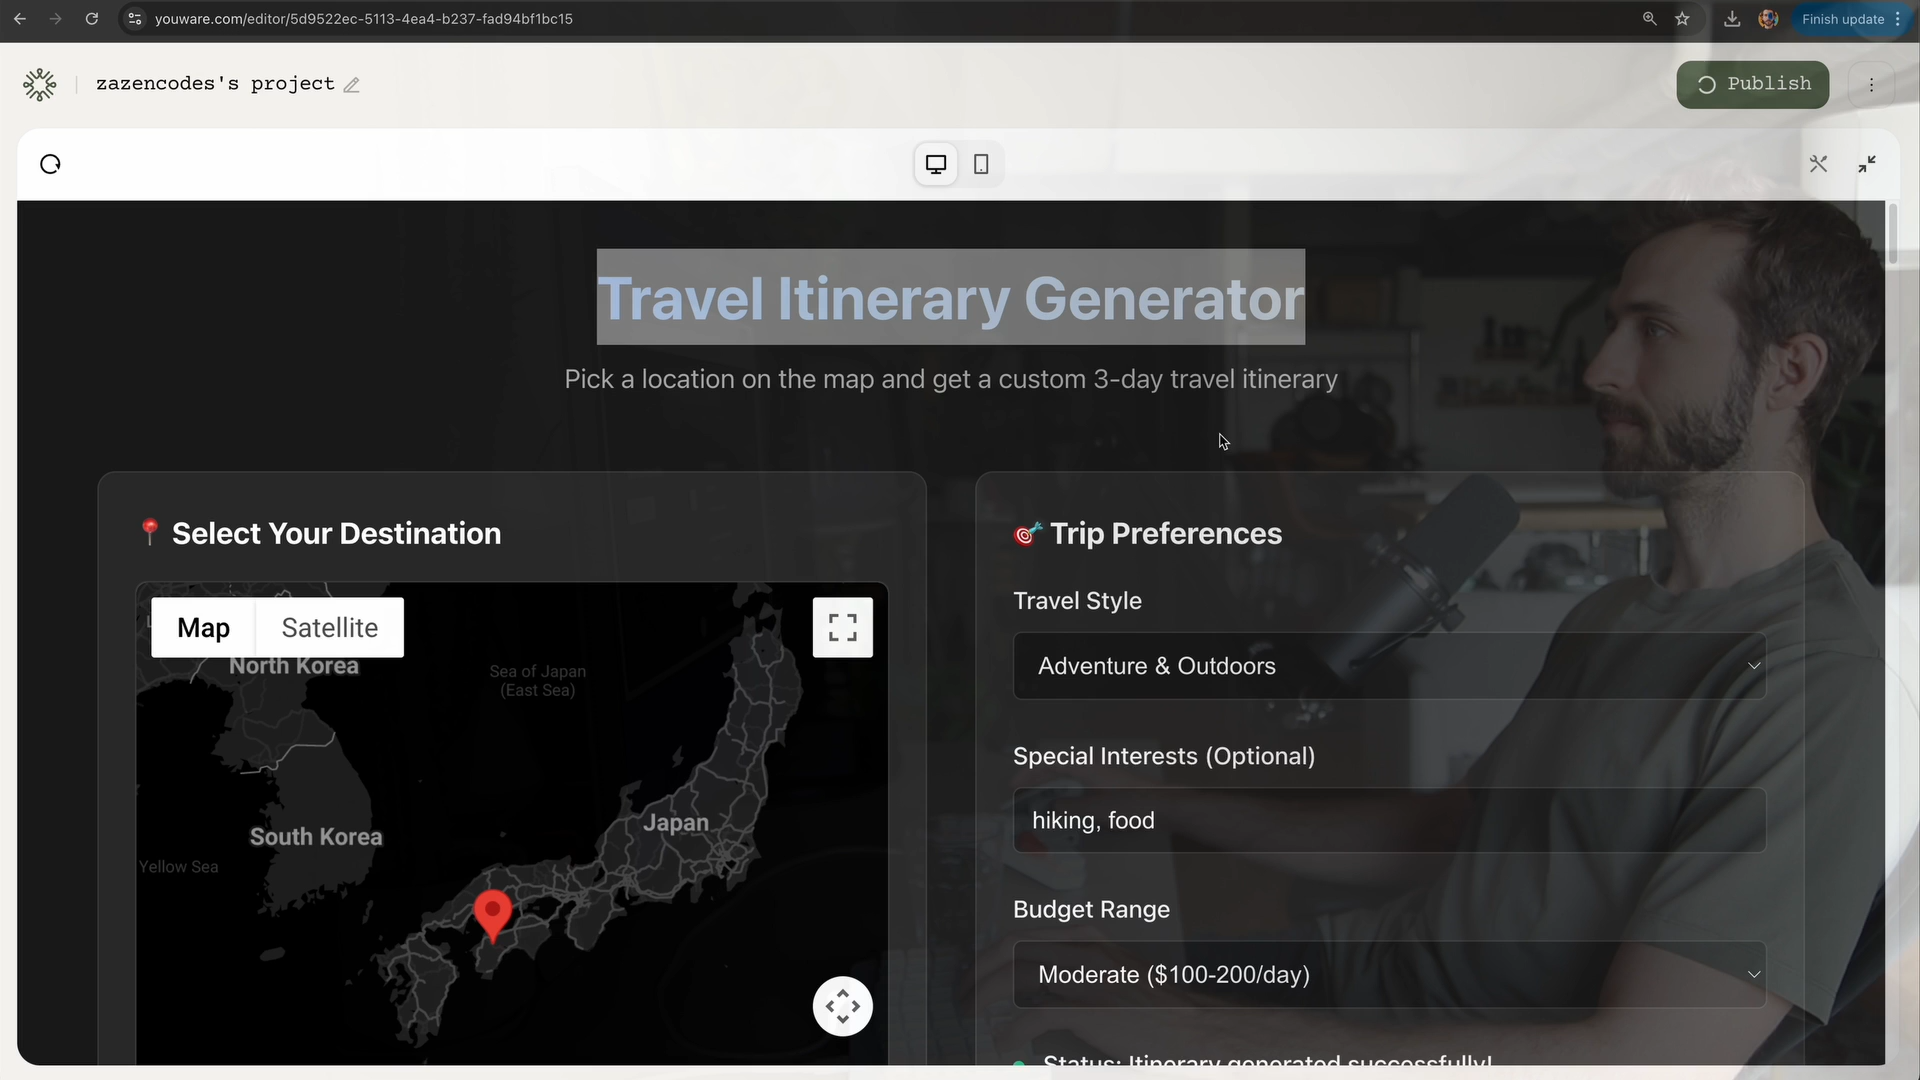 youware.com/editor/5d9522ec-5113-4ea4-b237-fad94bf1bc15
Finish update
zazencodes's project
Publish
Travel Itinerary Generator
Pick a location on the map and get a custom 3-day travel itinerary
📍 Select Your Destination
Map
Satellite
North Korea
Sea of Japan
(East Sea)
South Korea
Japan
Yellow Sea
🎯 Trip Preferences
Travel Style
Adventure & Outdoors
Special Interests (Optional)
hiking, food
Budget Range
Moderate ($100-200/day)
Status: Itinerary generated successfully!